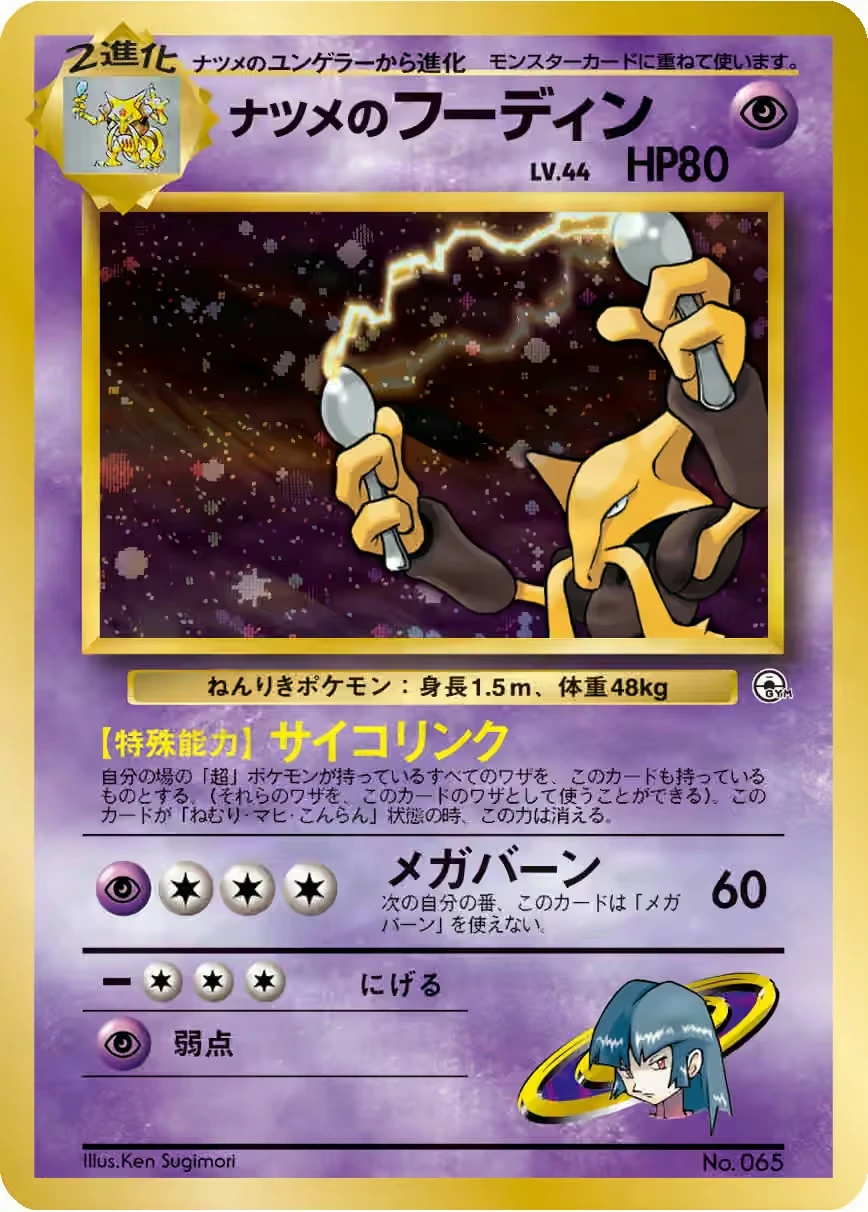 2進化
ナツメのユンゲラーから進化 モンスターカードに重ねて使います。
ナツメのフーディン
LV.44 HP80
ねんりきポケモン：身長1.5m、体重48kg
GYM
【特殊能力】サイコリンク
自分の場の「超」ポケモンが持っているすべてのワザを、このカードも持っている
ものとする。（それらのワザを、このカードのワザとして使うことができる）。この
カードが「ねむり・マヒ・こんらん」状態の時、この力は消える。
メガバーン 60
次の自分の番、このカードは「メガ
バーン」を使えない。
ー にげる
弱点
Illus.Ken Sugimori No.065